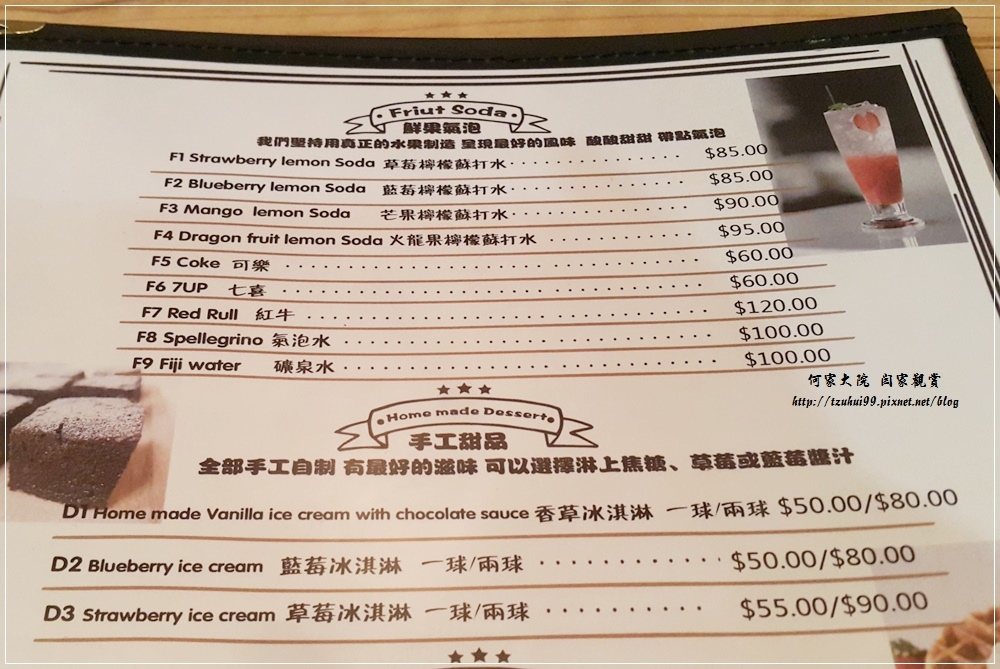 Friut Soda
鮮果氣泡
我們堅持用真正的水果制造 呈現最好的風味 酸酸甜甜 帶點氣泡
F1 Strawberry lemon Soda 草莓檸檬蘇打水 $85.00
F2 Blueberry lemon Soda 藍莓檸檬蘇打水 $85.00
F3 Mango lemon Soda 芒果檸檬蘇打水 $90.00
F4 Dragon fruit lemon Soda 火龍果檸檬蘇打水 $95.00
F5 Coke 可樂 $60.00
F6 7UP 七喜 $60.00
F7 Red Rull 紅牛 $120.00
F8 Spellegrino 氣泡水 $100.00
F9 Fiji water 礦泉水 $100.00
何家大院 閤家觀賞
http://tzuhui99.pixnet.net/blog
Home made Dessert
手工甜品
全部手工自制 有最好的滋味 可以選擇淋上焦糖、草莓或藍莓醬汁
D1 Home made Vanilla ice cream with chocolate sauce 香草冰淇淋 一球/兩球 $50.00/$80.00
D2 Blueberry ice cream 藍莓冰淇淋 一球/兩球 $50.00/$80.00
D3 Strawberry ice cream 草莓冰淇淋 一球/兩球 $55.00/$90.00